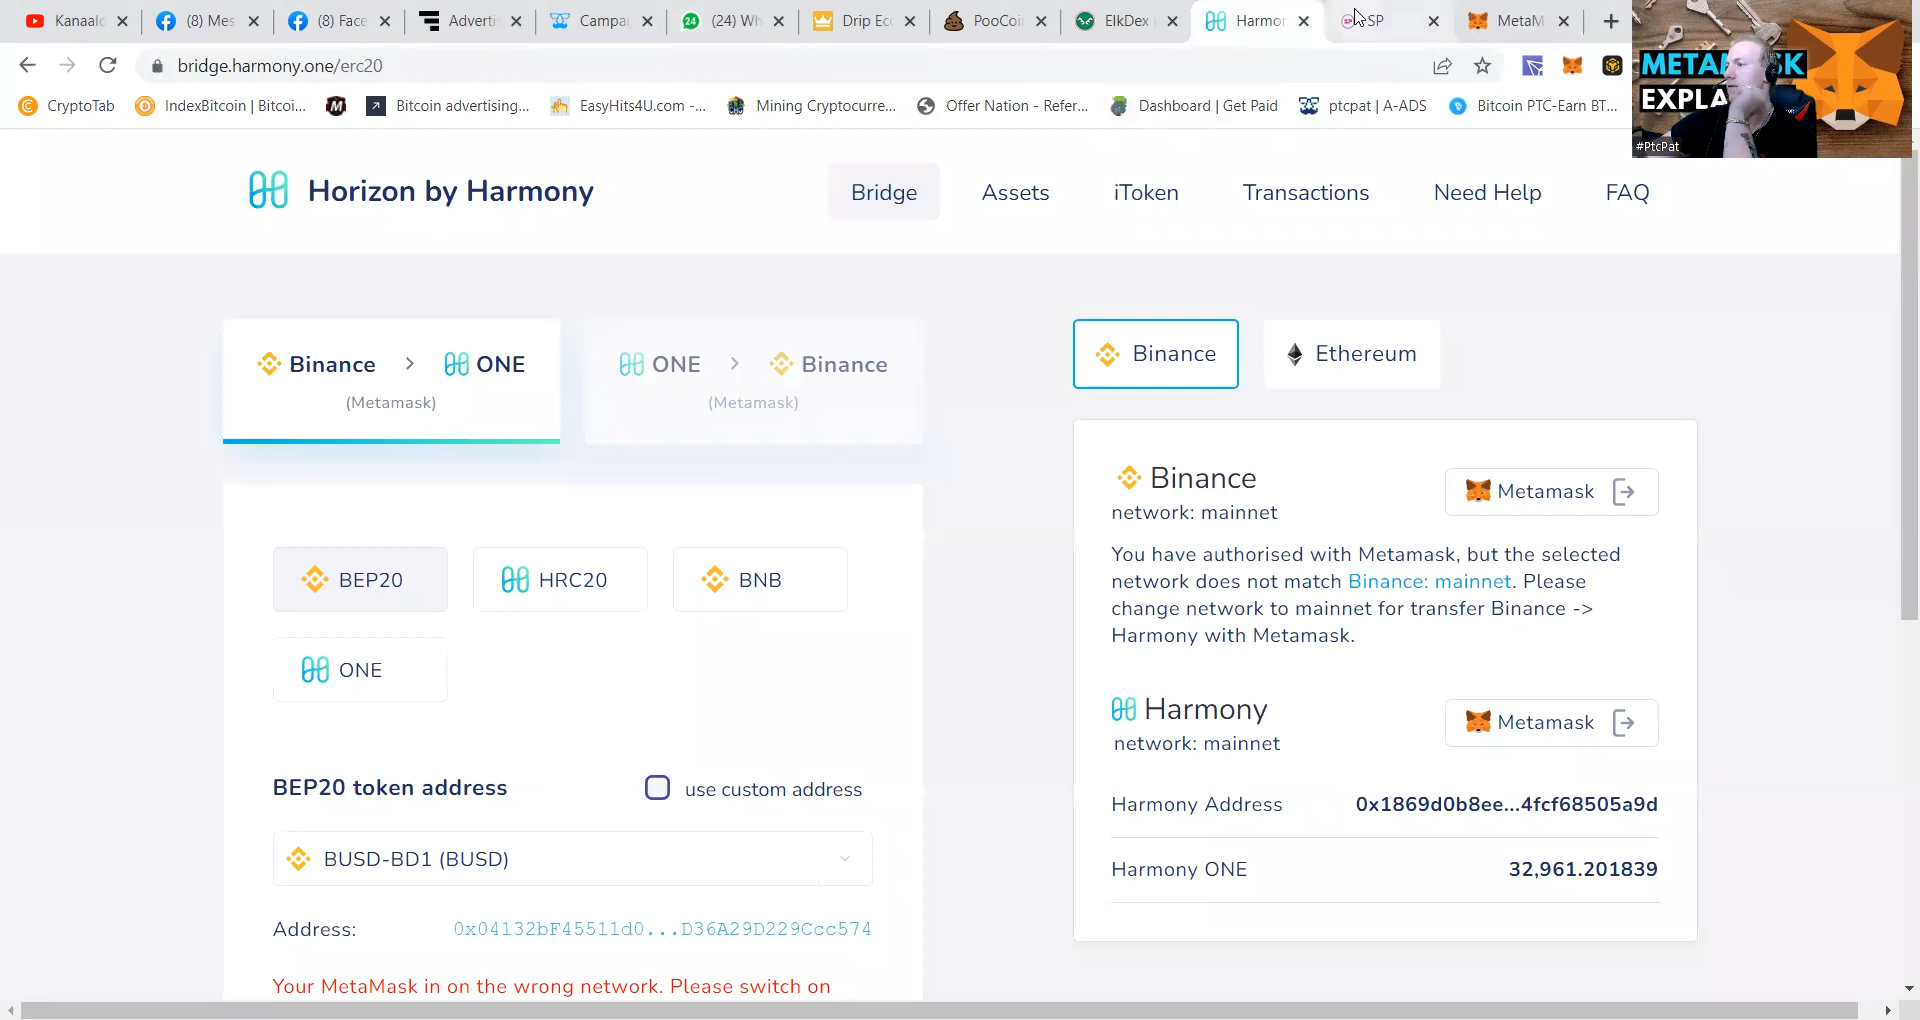 Kanaal
(8) Mes
(8) Face
Adverti
Campa
24
(24) Wh
Drip Ec
PooCoi
ElkDex
Harmor
SP
MetaM
bridge.harmony.one/erc20
CryptoTab
IndexBitcoin | Bitcoi...
Bitcoin advertising...
EasyHits4U.com -...
Mining Cryptocurre...
Offer Nation - Refer...
Dashboard | Get Paid
ptcpat | A-ADS
Bitcoin PTC-Earn BT...
#PtcPat
Horizon by Harmony
Bridge
Assets
iToken
Transactions
Need Help
FAQ
Binance > ONE
(Metamask)
ONE > Binance
(Metamask)
Binance
Ethereum
BEP20
HRC20
BNB
ONE
BEP20 token address
use custom address
BUSD-BD1 (BUSD)
Address: 0x04132bF45511d0...D36A29D229Ccc574
Your MetaMask in on the wrong network. Please switch on
Binance
Metamask
network: mainnet
You have authorised with Metamask, but the selected
network does not match Binance: mainnet. Please
change network to mainnet for transfer Binance ->
Harmony with Metamask.
Harmony
Metamask
network: mainnet
Harmony Address 0x1869d0b8ee...4fcf68505a9d
Harmony ONE 32,961.201839